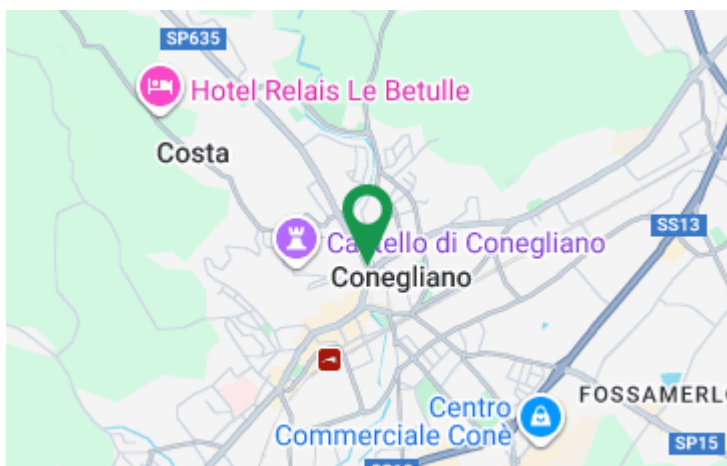 SP635
Hotel Relais Le Betulle
Costa
SS13
Castello di Conegliano
Conegliano
FOSSAMERLO
Centro
Commerciale Conè
SP15